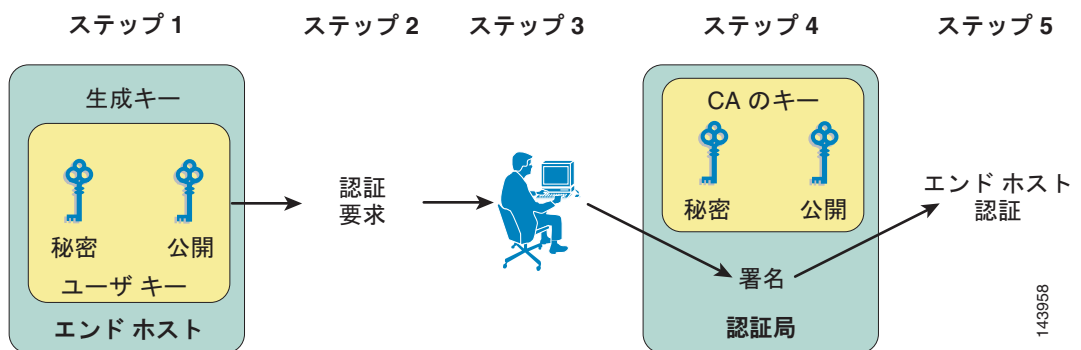 ステップ 1
ステップ 2
ステップ 3
ステップ 4
ステップ 5
生成キー
秘密
公開
ユーザ キー
エンド ホスト
認証
要求
CA のキー
秘密
公開
署名
認証局
エンド ホスト
認証
143958